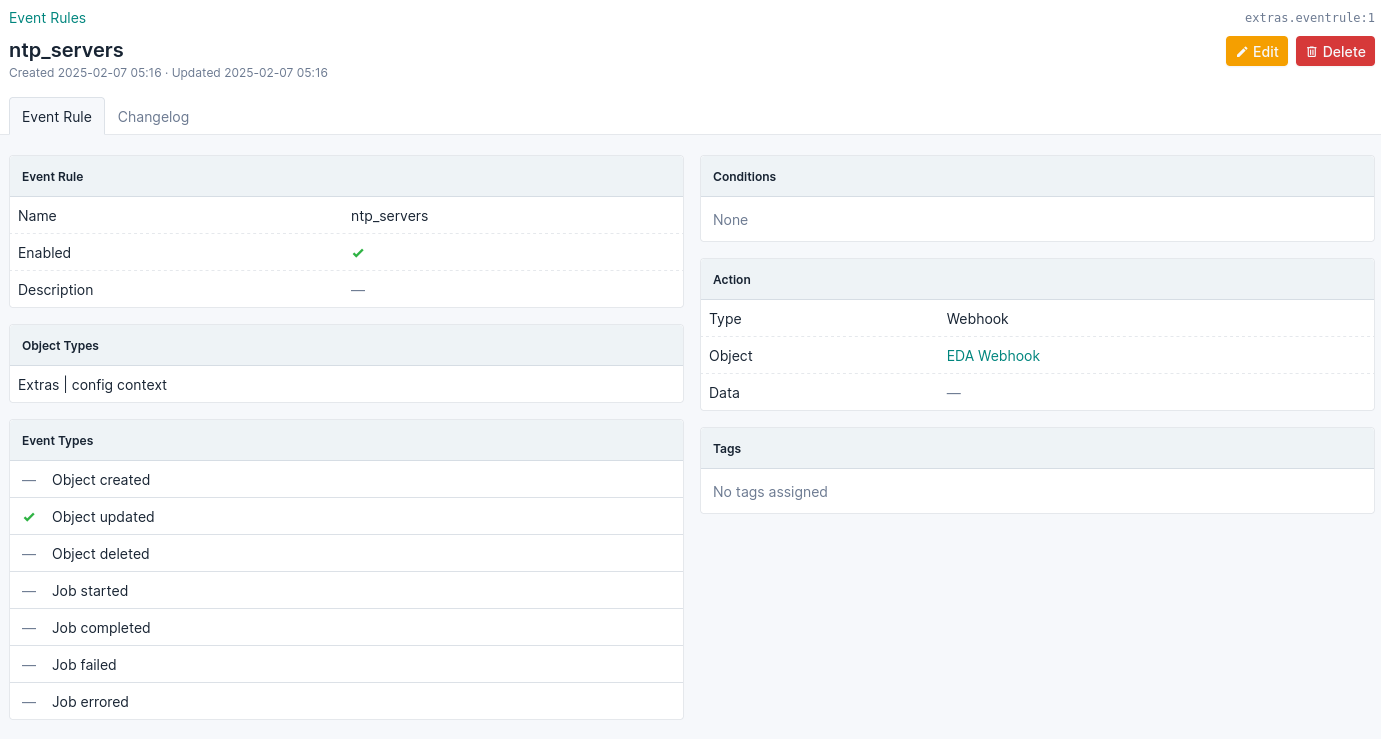 Event Rules
extras.eventrule:1
ntp_servers
Edit
Delete
Created 2025-02-07 05:16 · Updated 2025-02-07 05:16
Event Rule
Changelog
Event Rule
Name ntp_servers
Enabled
Description —
Object Types
Extras | config context
Event Types
— Object created
Object updated
— Object deleted
— Job started
— Job completed
— Job failed
— Job errored
Conditions
None
Action
Type Webhook
Object EDA Webhook
Data —
Tags
No tags assigned